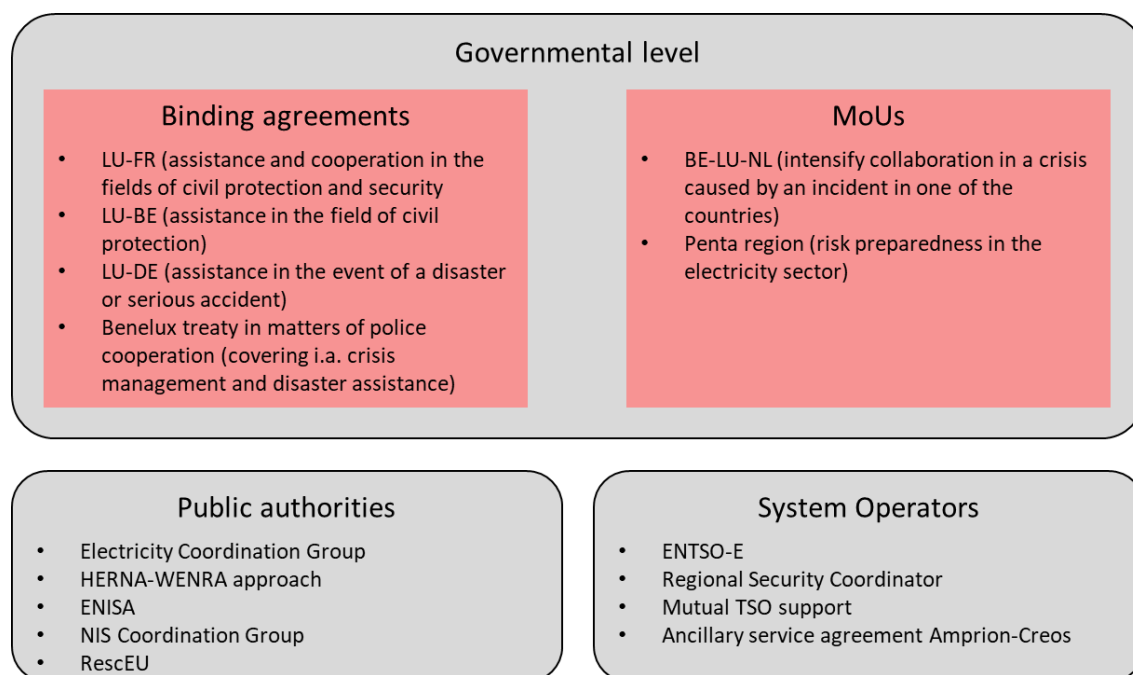 Governmental level
Binding agreements
• LU-FR (assistance and cooperation in the
fields of civil protection and security
• LU-BE (assistance in the field of civil
protection)
• LU-DE (assistance in the event of a disaster
or serious accident)
• Benelux treaty in matters of police
cooperation (covering i.a. crisis
management and disaster assistance)
MoUs
• BE-LU-NL (intensify collaboration in a crisis
caused by an incident in one of the
countries)
• Penta region (risk preparedness in the
electricity sector)
Public authorities
• Electricity Coordination Group
• HERNA-WENRA approach
• ENISA
• NIS Coordination Group
• RescEU
System Operators
• ENTSO-E
• Regional Security Coordinator
• Mutual TSO support
• Ancillary service agreement Amprion-Creos